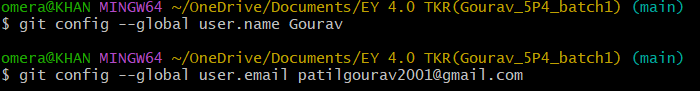 omera@KHAN MINGW64 ~/OneDrive/Documents/EY 4.0 TKR(Gourav_5P4_batch1) (main)
$ git config --global user.name Gourav
omera@KHAN MINGW64 ~/OneDrive/Documents/EY 4.0 TKR(Gourav_5P4_batch1) (main)
$ git config --global user.email patilgourav2001@gmail.com